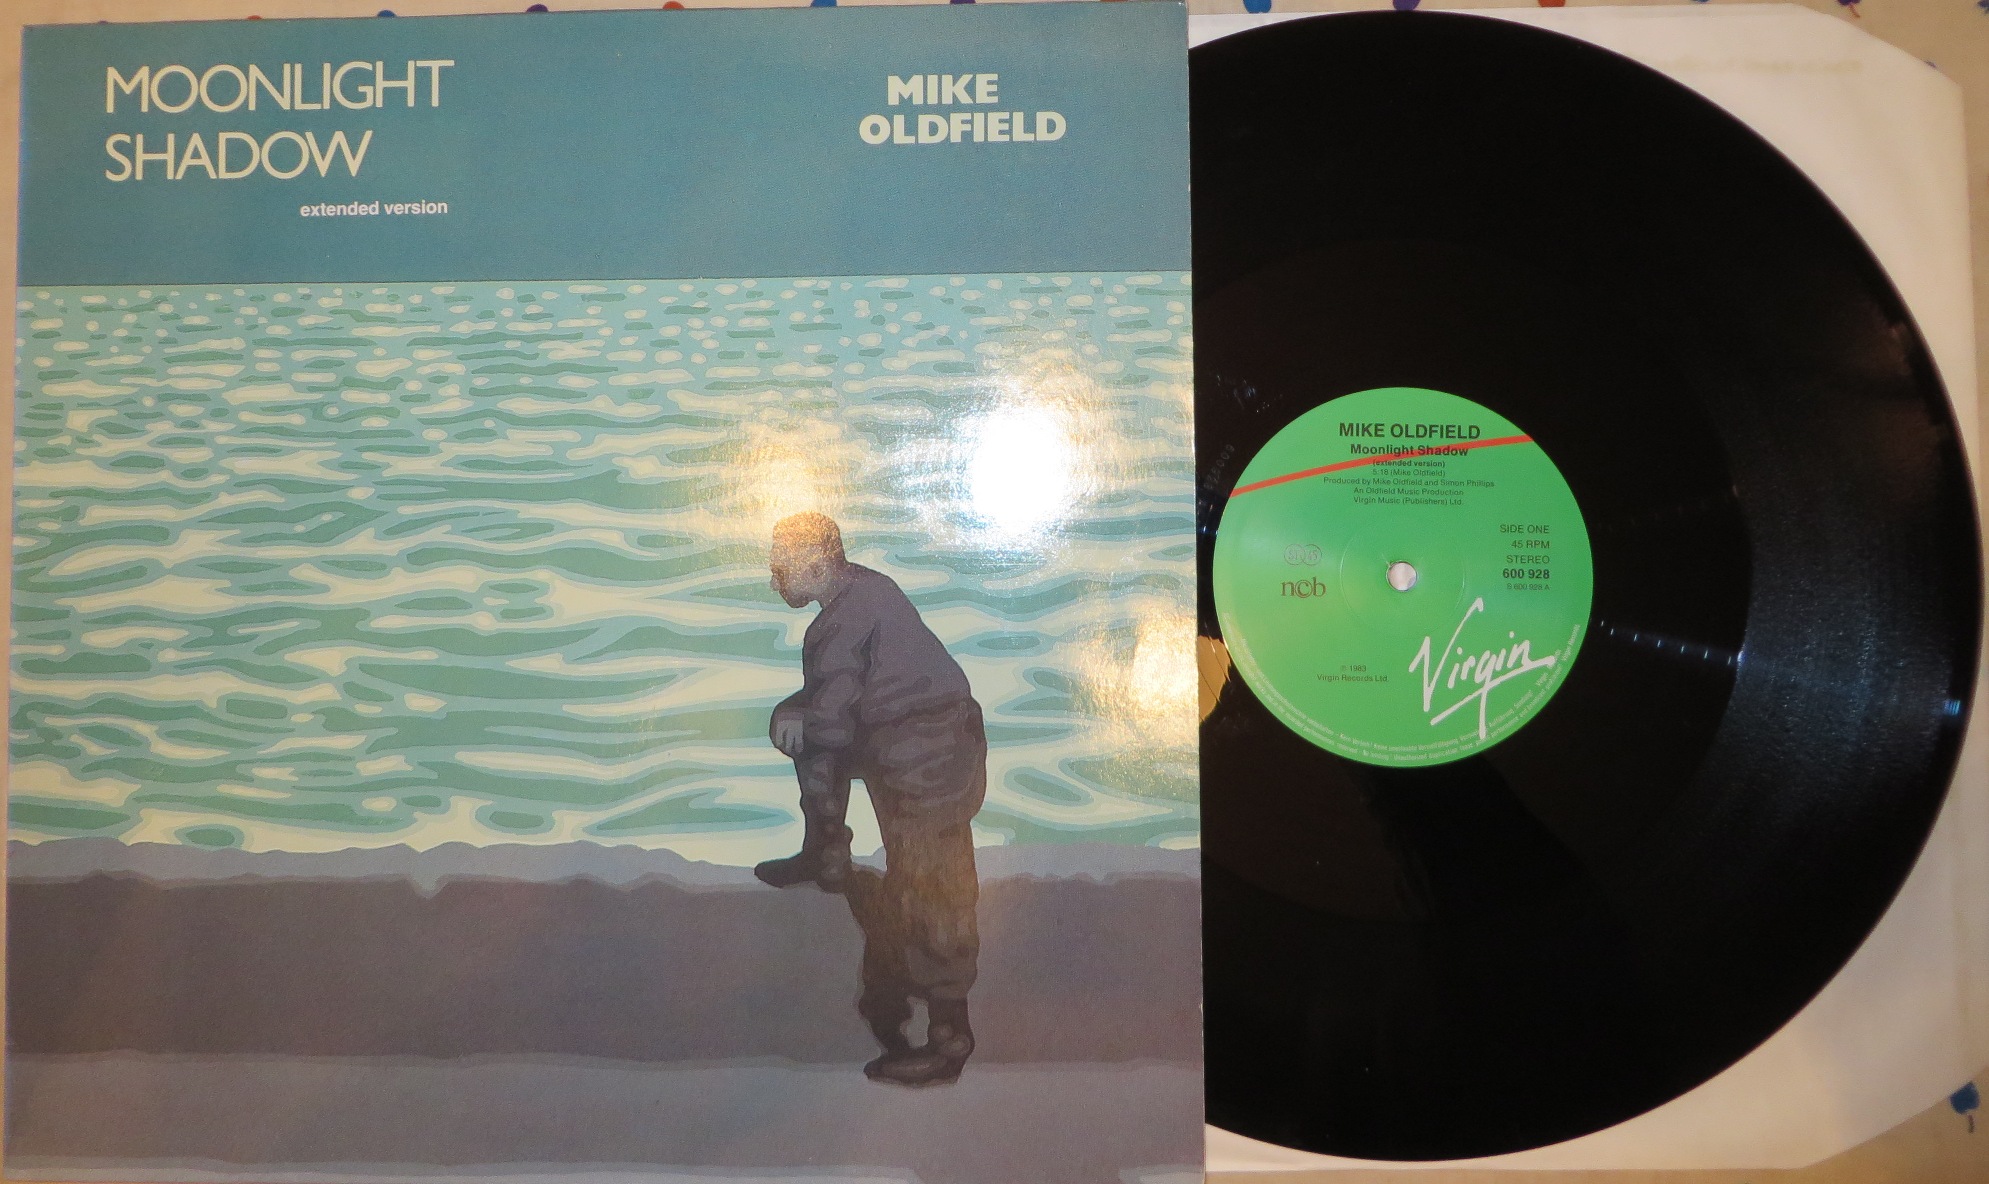 MOONLIGHT
SHADOW
extended version
MIKE
OLDFIELD
MIKE OLDFIELD
Moonlight Shadow
(extended version)
5:18 (Mike Oldfield)
Produced by Mike Oldfield and Simon Phillips
An Oldfield Music Production
Virgin Music (Publishers) Ltd.
SIDE ONE
45 RPM
STEREO
600 928
S 600 928 A
n©b
℗ 1983
Virgin Records Ltd.
Virgin